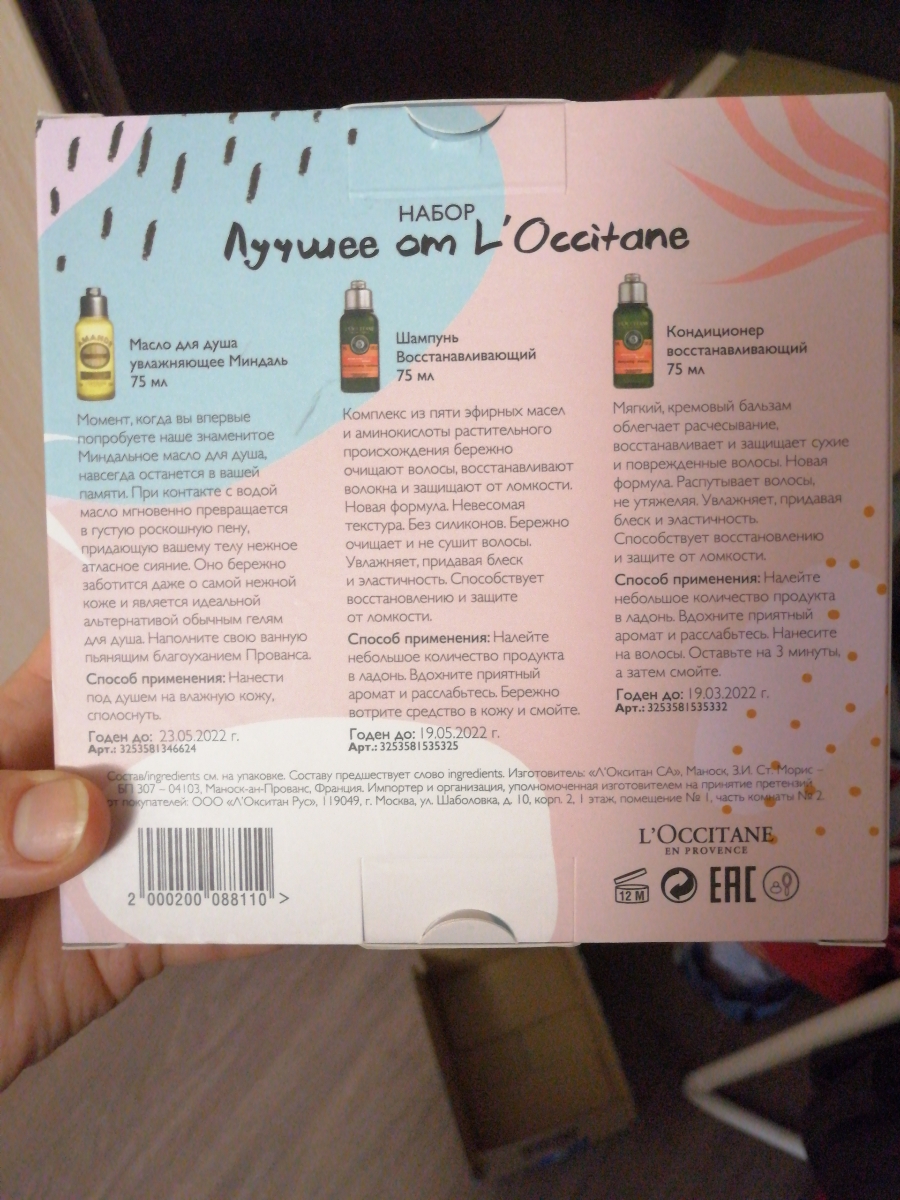 НАБОР
Лучшее от L'Occitane
Масло для душа
увлажняющее Миндаль
75 мл
Момент, когда вы впервые
попробуете наше знаменитое
Миндальное масло для душа,
навсегда останется в вашей
памяти. При контакте с водой
масло мгновенно превращается
в густую роскошную пену,
придающую вашему телу нежное
атласное сияние. Оно бережно
заботится даже о самой нежной
коже и является идеальной
альтернативой обычным гелям
для душа. Наполните свою ванную
пьянящим благоуханием Прованса.
Способ применения: Нанести
под душем на влажную кожу,
сполоснуть.
Годен до: 23.05.2022 г.
Арт.: 3253581346624
Шампунь
Восстанавливающий
75 мл
Комплекс из пяти эфирных масел
и аминокислоты растительного
происхождения бережно
очищают волосы, восстанавливают
волокна и защищают от ломкости.
Новая формула. Невесомая
текстура. Без силиконов. Бережно
очищает и не сушит волосы.
Увлажняет, придавая блеск
и эластичность. Способствует
восстановлению и защите
от ломкости.
Способ применения: Налейте
небольшое количество продукта
в ладонь. Вдохните приятный
аромат и расслабьтесь. Бережно
вотрите средство в кожу и смойте.
Годен до: 19.05.2022 г.
Арт.: 3253581535325
Кондиционер
восстанавливающий
75 мл
Мягкий, кремовый бальзам
облегчает расчесывание,
восстанавливает и защищает сухие
и поврежденные волосы. Новая
формула. Распутывает волосы,
не утяжеляя. Увлажняет, придавая
блеск и эластичность.
Способствует восстановлению
и защите от ломкости.
Способ применения: Налейте
небольшое количество продукта
в ладонь. Вдохните приятный
аромат и расслабьтесь. Нанесите
на волосы. Оставьте на 3 минуты,
а затем смойте.
Годен до: 19.03.2022 г.
Арт.: 3253581535332
Состав/ingredients см. на упаковке. Составу предшествует слово ingredients. Изготовитель: «Л'Окситан СА», Маноск, З.И. Ст. Морис –
БП 307 – 04103, Маноск-ан-Прованс, Франция. Импортер и организация, уполномоченная изготовителем на принятие претензий
от покупателей: ООО «Л'Окситан Рус», 119049, г. Москва, ул. Шаболовка, д. 10, корп. 2, 1 этаж, помещение № 1, часть комнаты № 2.
2 000200 088110 >
L'OCCITANE
EN PROVENCE
12 M
EAC